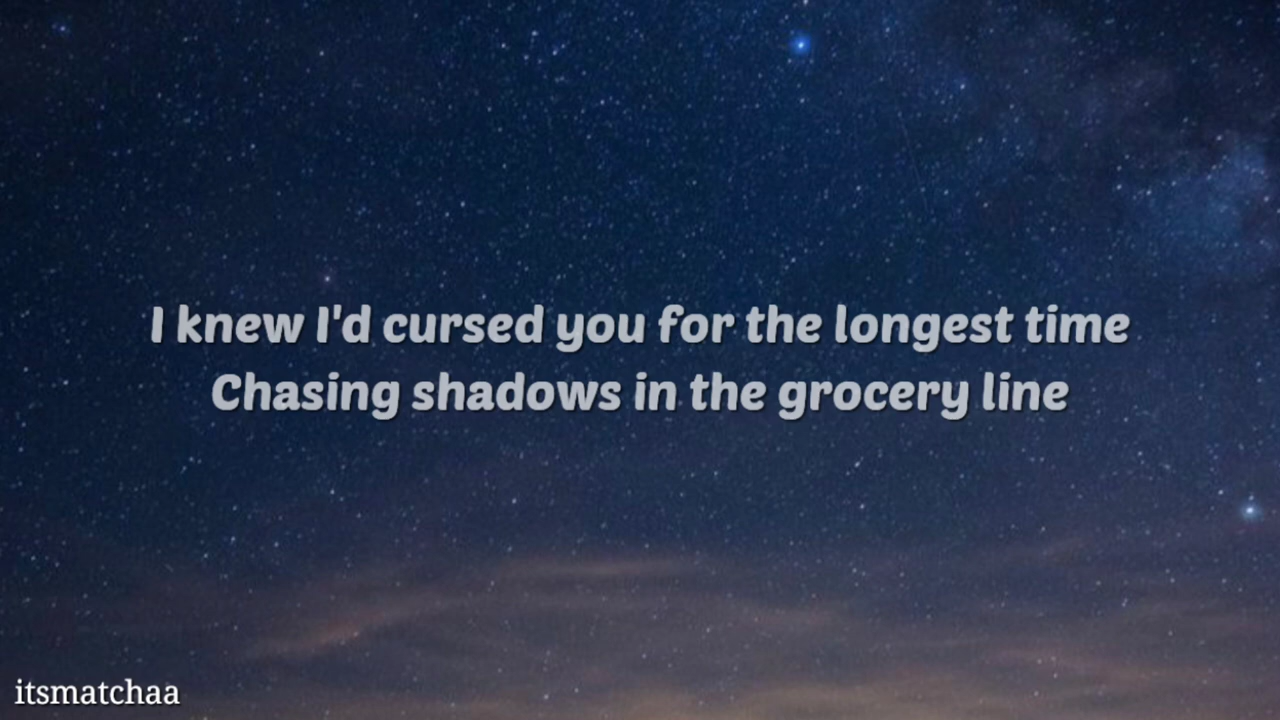 I knew I'd cursed you for the longest time
Chasing shadows in the grocery line
itsmatchaa